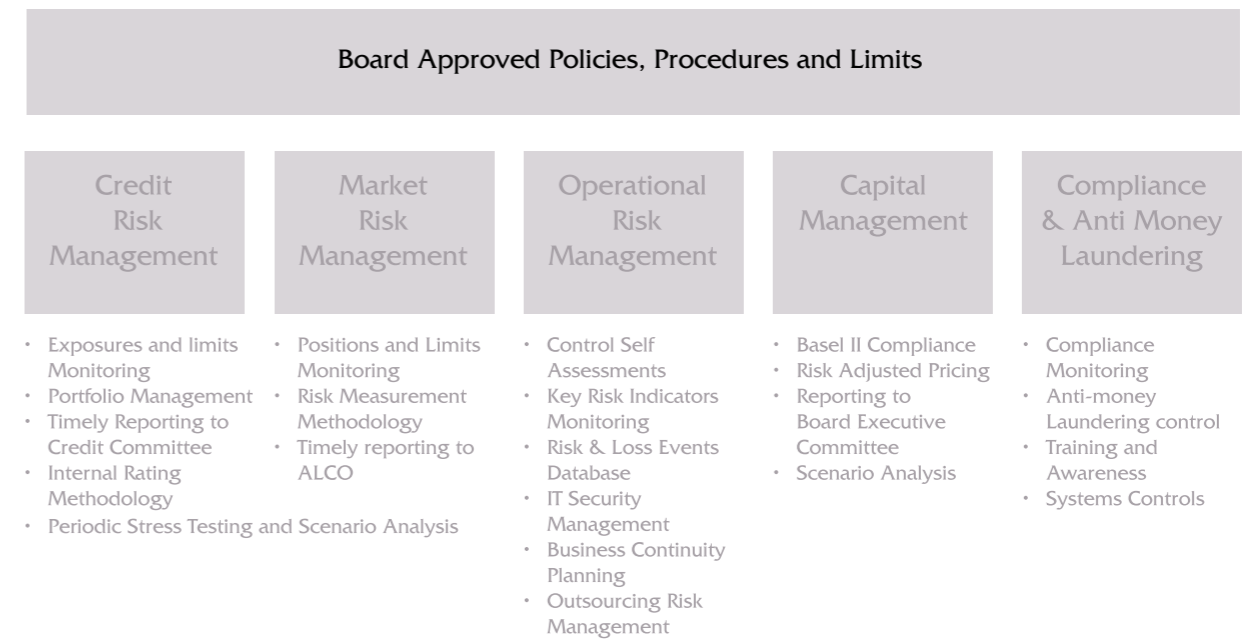 Board Approved Policies, Procedures and Limits
Credit
Risk
Management
• Exposures and limits
Monitoring
• Portfolio Management
• Timely Reporting to
Credit Committee
• Internal Rating
Methodology
• Periodic Stress Testing and Scenario Analysis
Market
Risk
Management
• Positions and Limits
Monitoring
• Risk Measurement
Methodology
• Timely reporting to
ALCO
Operational
Risk
Management
• Control Self
Assessments
• Key Risk Indicators
Monitoring
• Risk & Loss Events
Database
• IT Security
Management
• Business Continuity
Planning
• Outsourcing Risk
Management
Capital
Management
• Basel II Compliance
• Risk Adjusted Pricing
• Reporting to
Board Executive
Committee
• Scenario Analysis
Compliance
& Anti Money
Laundering
• Compliance
Monitoring
• Anti-money
Laundering control
• Training and
Awareness
• Systems Controls